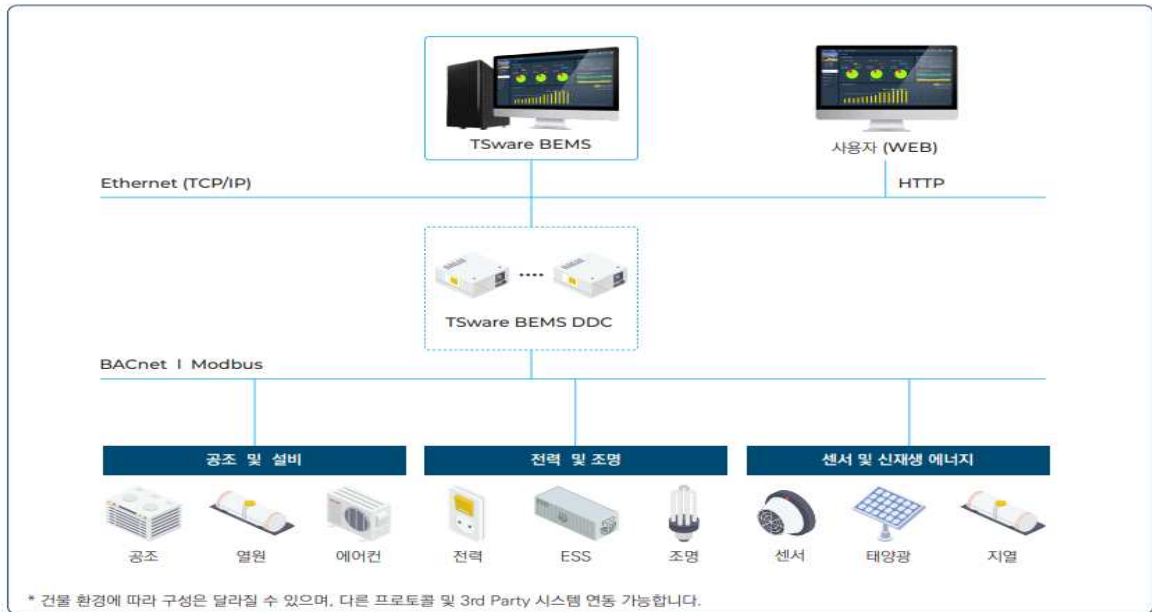 TSware BEMS
사용자 (WEB)
Ethernet (TCP/IP)
HTTP
TSware BEMS DDC
BACnet l Modbus
공조 및 설비
전력 및 조명
센서 및 신재생 에너지
공조
열원
에어컨
전력
ESS
조명
센서
태양광
지열
* 건물 환경에 따라 구성은 달라질 수 있으며, 다른 프로토콜 및 3rd Party 시스템 연동 가능합니다.